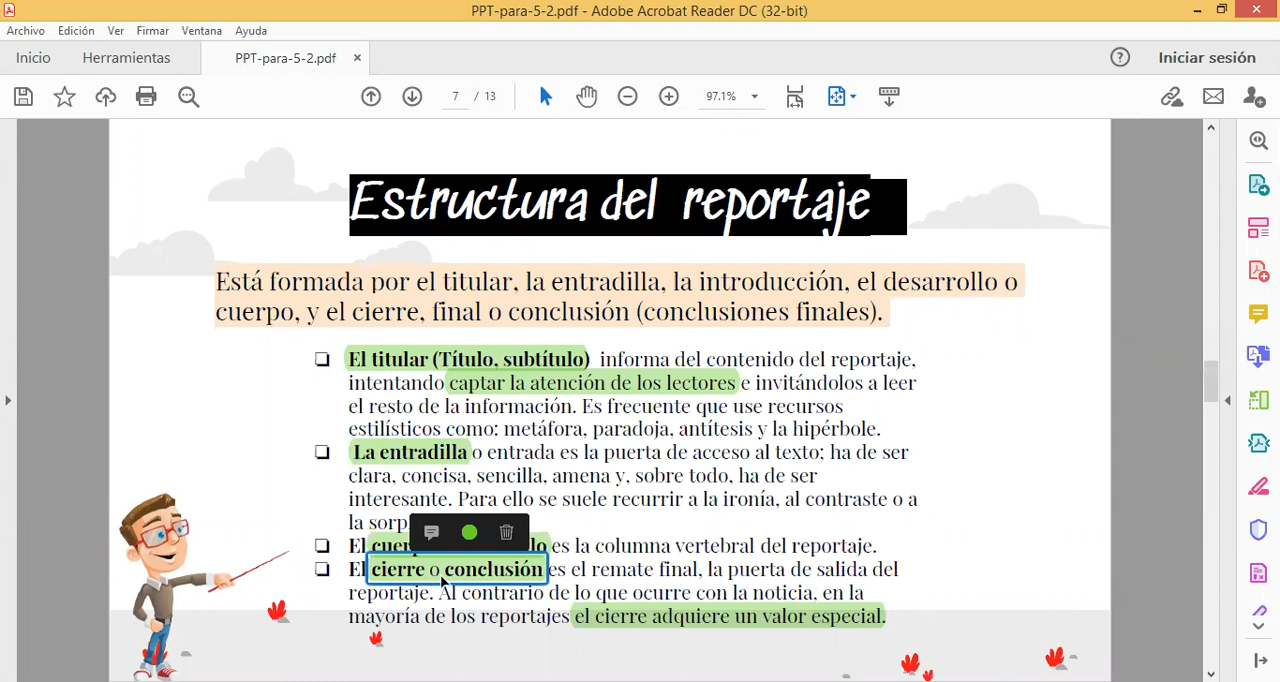 PPT-para-5-2.pdf - Adobe Acrobat Reader DC (32-bit)
Archivo Edición Ver Firmar Ventana Ayuda
Inicio Herramientas PPT-para-5-2.pdf × Iniciar sesión
7 / 13 97.1%
Estructura del reportaje
Está formada por el titular, la entradilla, la introducción, el desarrollo o
cuerpo, y el cierre, final o conclusión (conclusiones finales).
❑ El titular (Título, subtítulo) informa del contenido del reportaje,
intentando captar la atención de los lectores e invitándolos a leer
el resto de la información. Es frecuente que use recursos
estilísticos como: metáfora, paradoja, antítesis y la hipérbole.
❑ La entradilla o entrada es la puerta de acceso al texto; ha de ser
clara, concisa, sencilla, amena y, sobre todo, ha de ser
interesante. Para ello se suele recurrir a la ironía, al contraste o a
la
❑ El es la columna vertebral del reportaje.
❑ El cierre o conclusión es el remate final, la puerta de salida del
reportaje. Al contrario de lo que ocurre con la noticia, en la
mayoría de los reportajes el cierre adquiere un valor especial.